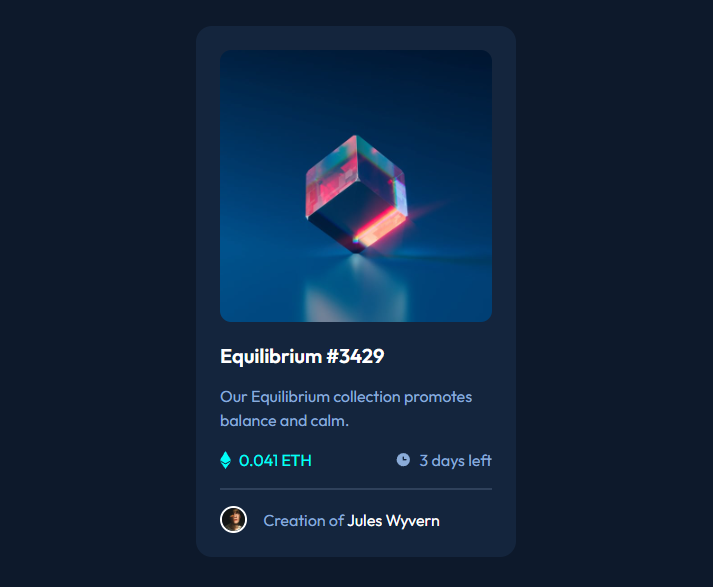 Equilibrium #3429
Our Equilibrium collection promotes
balance and calm.
0.041 ETH
3 days left
Creation of Jules Wyvern